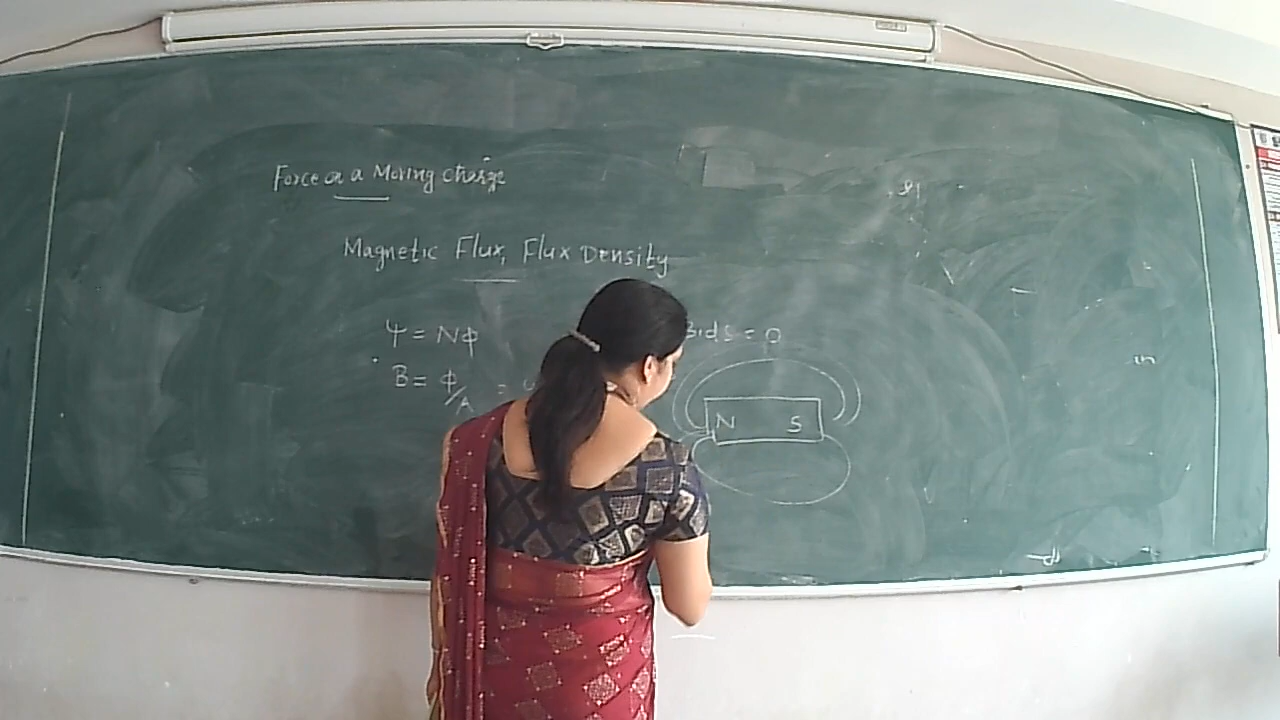 Force on a Moving charge
Magnetic Flux, Flux Density
Ψ = NΦ
B·ds = 0
B = Φ/A =
N S